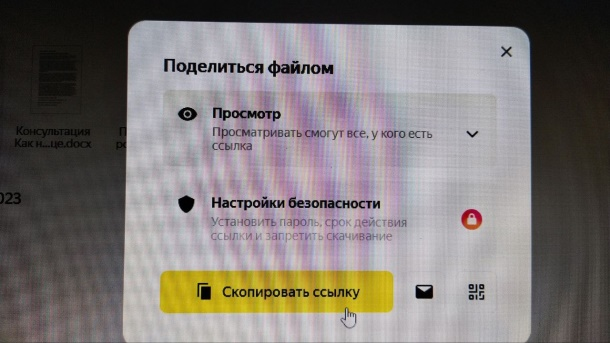 Поделиться файлом
Просмотр
Просматривать смогут все, у кого есть
ссылка
Консультация
Как н...це.docx
2023
Настройки безопасности
Установить пароль, срок действия
ссылки и запретить скачивание
Скопировать ссылку